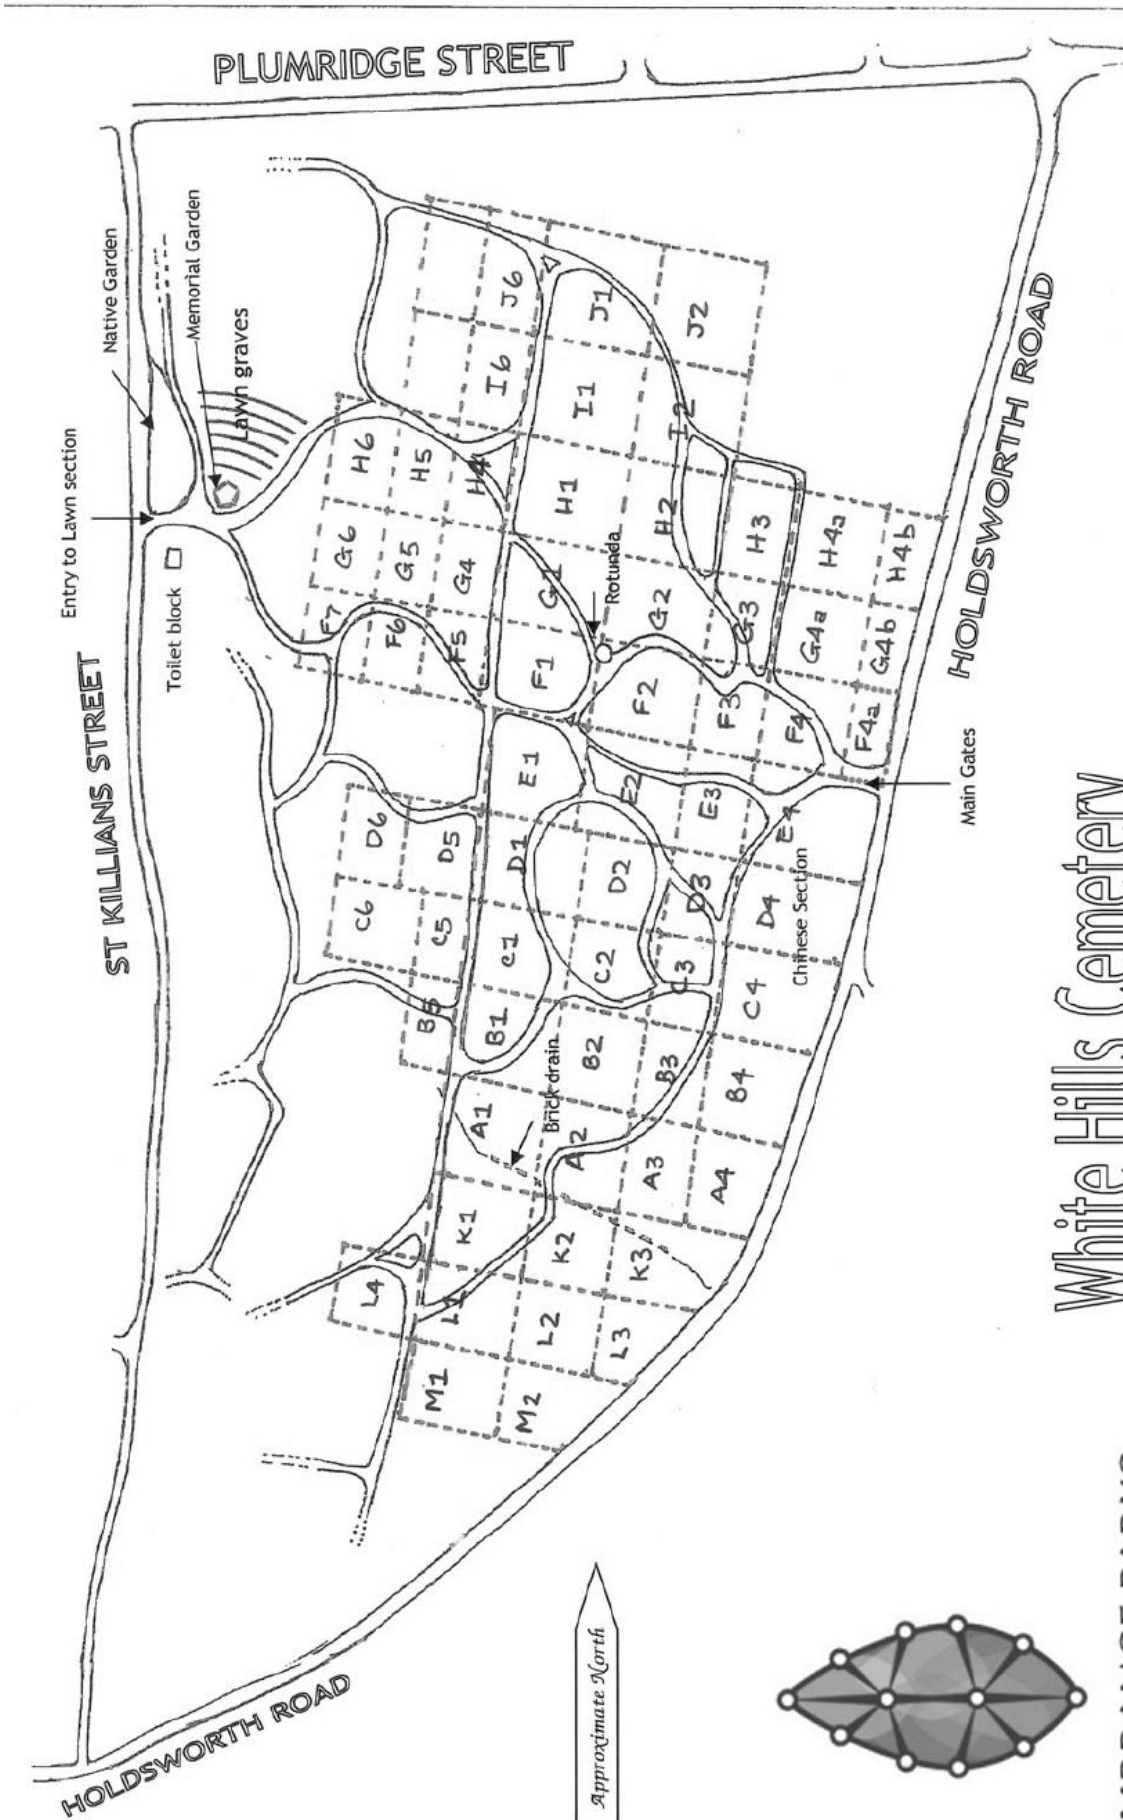 PLUMRIDGE STREET
Native Garden
Memorial Garden
Lawn graves
Entry to Lawn section
Toilet block
ST KILLIANS STREET
H6
H5
H4
G6
G5
G4
F7
F6
F5
J6
I6
J1
J2
I1
I2
H1
H2
H3
H4a
H4b
G1
G2
G3
G4a
G4b
Rotunda
F1
F2
F3
F4
F4a
E1
E2
E3
E4
Main Gates
HOLDSWORTH ROAD
D6
D5
D1
D2
D3
D4
Chinese Section
C6
C5
C1
C2
C3
C4
B5
B1
B2
B3
B4
Brick drain
A1
A2
A3
A4
K1
K2
K3
L4
L1
L2
L3
M1
M2
HOLDSWORTH ROAD
Approximate North
White Hills Cemetery